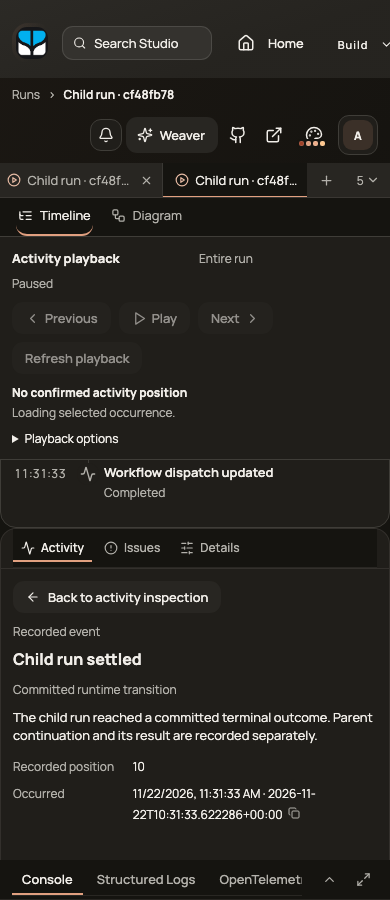 Search Studio
Home
Build
Runs > Child run · cf48fb78
Weaver
A
Child run · cf48f...
Child run · cf48f...
5
Timeline
Diagram
Activity playback
Entire run
Paused
Previous
Play
Next
Refresh playback
No confirmed activity position
Loading selected occurrence.
Playback options
11:31:33 Workflow dispatch updated
Completed
Activity
Issues
Details
Back to activity inspection
Recorded event
Child run settled
Committed runtime transition
The child run reached a committed terminal outcome. Parent
continuation and its result are recorded separately.
Recorded position 10
Occurred 11/22/2026, 11:31:33 AM · 2026-11-
22T10:31:33.622286+00:00
Console
Structured Logs
OpenTelemet